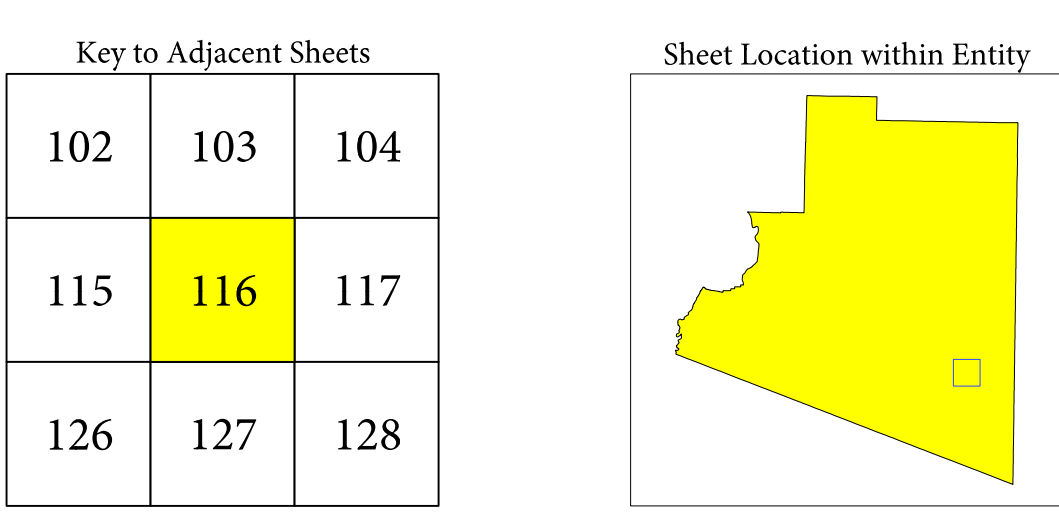 Key to Adjacent Sheets
102 103 104
115 116 117
126 127 128
Sheet Location within Entity